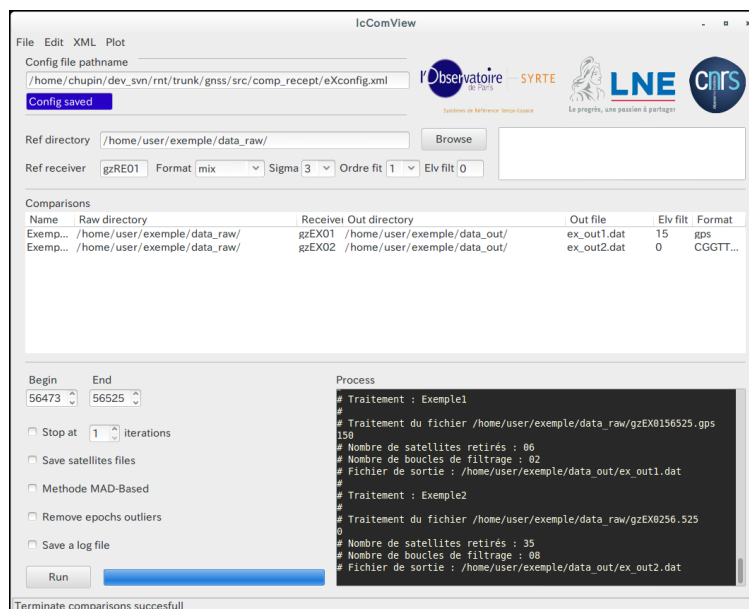 IcComView
File Edit XML Plot
Config file pathname
/home/chupin/dev_svn/rnt/trunk/gnss/src/comp_recept/eXconfig.xml
Config saved
l'Observatoire de Paris SYRTE
Systèmes de Référence Temps-Espace
LNE
Le progrès, une passion à partager
cnrs
Ref directory /home/user/exemple/data_raw/ Browse
Ref receiver gzRE01 Format mix Sigma 3 Ordre fit 1 Elv filt 0
Comparisons
Name Raw directory Receiver Out directory Out file Elv filt Format
Exemp... /home/user/exemple/data_raw/ gzEX01 /home/user/exemple/data_out/ ex_out1.dat 15 gps
Exemp... /home/user/exemple/data_raw/ gzEX02 /home/user/exemple/data_out/ ex_out2.dat 0 CGGTT...
Begin End
56473 56525
Stop at 1 iterations
Save satellites files
Methode MAD-Based
Remove epochs outliers
Save a log file
Run
Process
# Traitement : Exemple1
#
# Traitement du fichier /home/user/exemple/data_raw/gzEX0156525.gps
150
# Nombre de satellites retirés : 06
# Nombre de boucles de filtrage : 02
# Fichier de sortie : /home/user/exemple/data_out/ex_out1.dat
#
# Traitement : Exemple2
#
# Traitement du fichier /home/user/exemple/data_raw/gzEX0256.525
0
# Nombre de satellites retirés : 35
# Nombre de boucles de filtrage : 08
# Fichier de sortie : /home/user/exemple/data_out/ex_out2.dat
Terminate comparisons succesfull